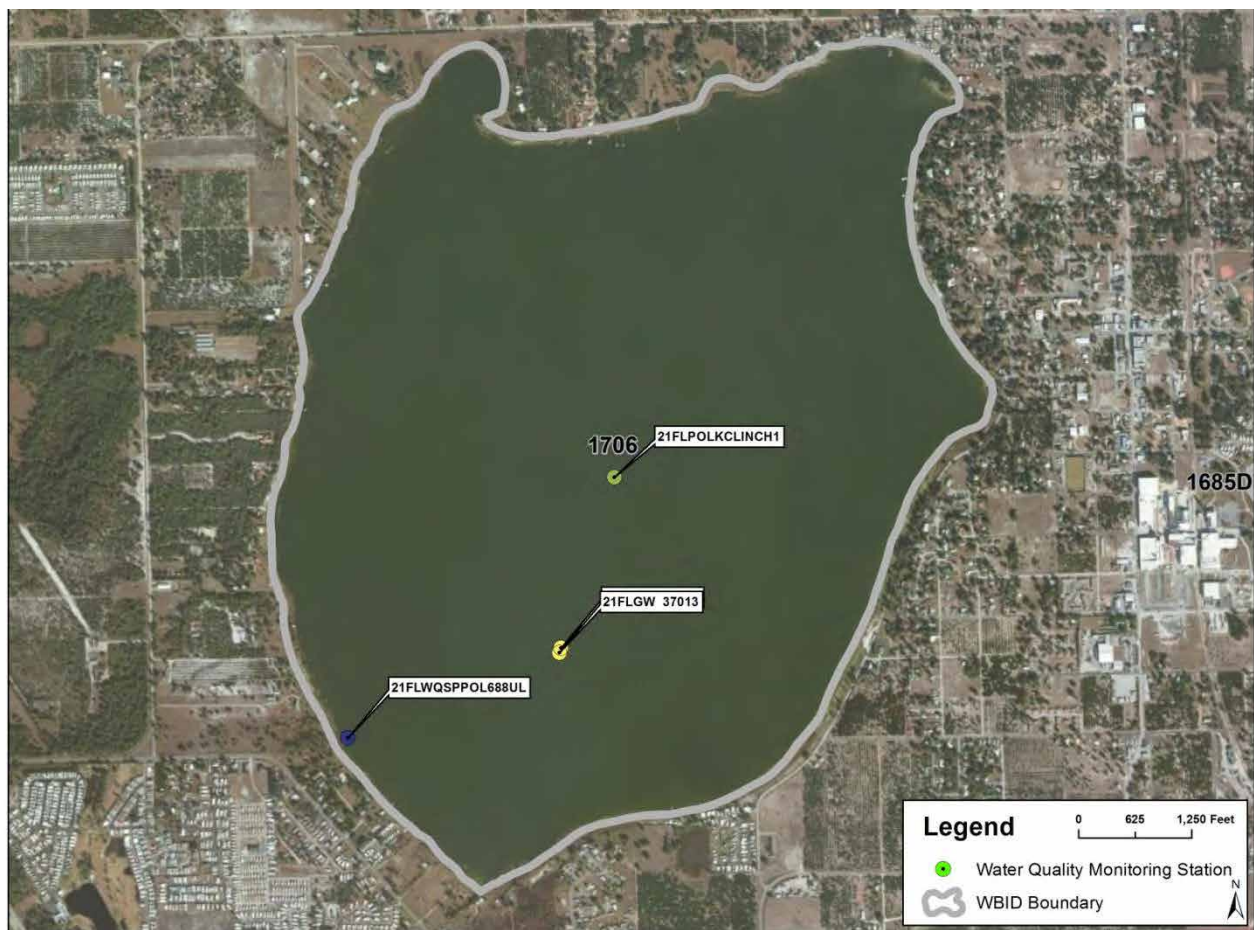 1706
21FLPOLKCLINCH1
1685D
21FLGW 37013
21FLWQSPPOL688UL
Legend
0 625 1,250 Feet
Water Quality Monitoring Station
WBID Boundary
N